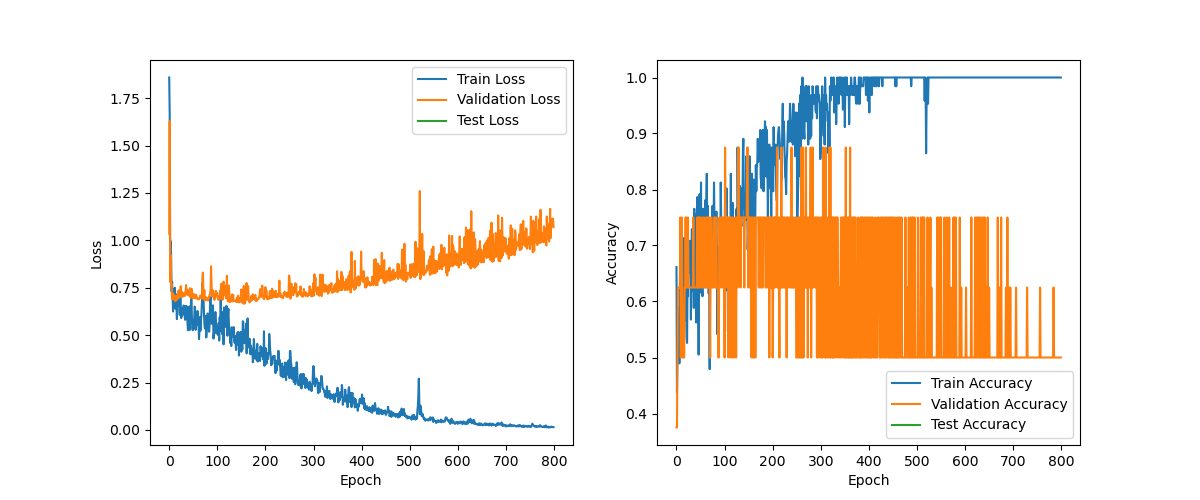 Train Loss
Validation Loss
Test Loss
1.75
1.50
1.25
1.00
0.75
0.50
0.25
0.00
Loss
0 100 200 300 400 500 600 700 800
Epoch
1.0
0.9
0.8
0.7
0.6
0.5
0.4
Accuracy
Train Accuracy
Validation Accuracy
Test Accuracy
0 100 200 300 400 500 600 700 800
Epoch